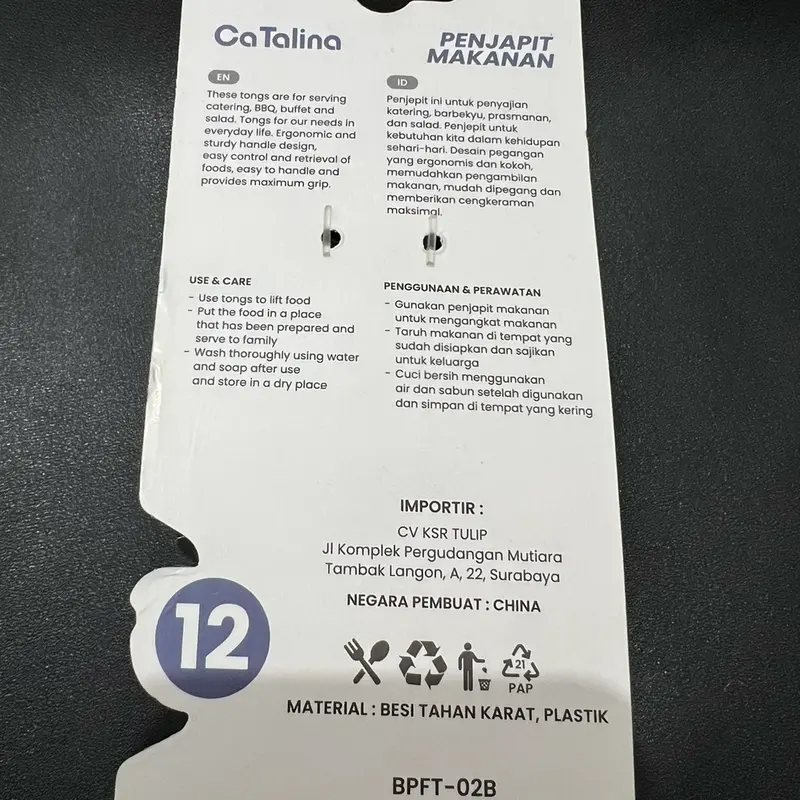 CaTalina
PENJAPIT
MAKANAN
EN
These tongs are for serving
catering, BBQ, buffet and
salad. Tongs for our needs in
everyday life. Ergonomic and
sturdy handle design,
easy control and retrieval of
foods, easy to handle and
provides maximum grip.
ID
Penjepit ini untuk penyajian
katering, barbekyu, prasmanan,
dan salad. Penjepit untuk
kebutuhan kita dalam kehidupan
sehari-hari. Desain pegangan
yang ergonomis dan kokoh,
memudahkan pengambilan
makanan, mudah dipegang dan
memberikan cengkeraman
maksimal.
USE & CARE
- Use tongs to lift food
- Put the food in a place
that has been prepared and
serve to family
- Wash thoroughly using water
and soap after use
and store in a dry place
PENGGUNAAN & PERAWATAN
- Gunakan penjapit makanan
untuk mengangkat makanan
- Taruh makanan di tempat yang
sudah disiapkan dan sajikan
untuk keluarga
- Cuci bersih menggunakan
air dan sabun setelah digunakan
dan simpan di tempat yang kering
IMPORTIR :
CV KSR TULIP
Jl Komplek Pergudangan Mutiara
Tambak Langon, A, 22, Surabaya
NEGARA PEMBUAT : CHINA
12
21
PAP
MATERIAL : BESI TAHAN KARAT, PLASTIK
BPFT-02B